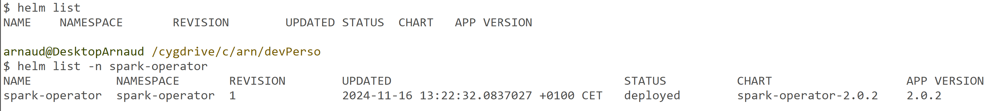 $ helm list
NAME    NAMESPACE       REVISION        UPDATED STATUS  CHART   APP VERSION
arnaud@DesktopArnaud /cygdrive/c/arn/devPerso
$ helm list -n spark-operator
NAME            NAMESPACE       REVISION        UPDATED                                 STATUS          CHART                   APP VERSION
spark-operator  spark-operator  1               2024-11-16 13:22:32.0837027 +0100 CET   deployed        spark-operator-2.0.2    2.0.2